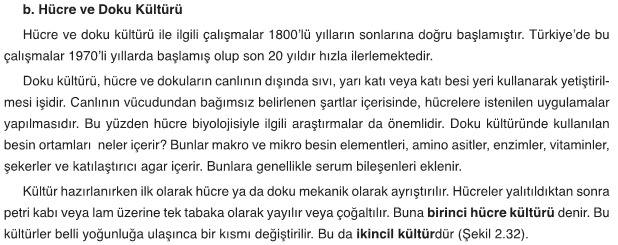 b. Hücre ve Doku Kültürü
Hücre ve doku kültürü ile ilgili çalışmalar 1800'lü yılların sonlarına doğru başlamıştır. Türkiye'de bu
çalışmalar 1970'li yıllarda başlamış olup son 20 yıldır hızla ilerlemektedir.
Doku kültürü, hücre ve dokuların canlının dışında sıvı, yarı katı veya katı besi yeri kullanarak yetiştiril-
mesi işidir. Canlının vücudundan bağımsız belirlenen şartlar içerisinde, hücrelere istenilen uygulamalar
yapılmasıdır. Bu yüzden hücre biyolojisiyle ilgili araştırmalar da önemlidir. Doku kültüründe kullanılan
besin ortamları neler içerir? Bunlar makro ve mikro besin elementleri, amino asitler, enzimler, vitaminler,
şekerler ve katılaştırıcı agar içerir. Bunlara genellikle serum bileşenleri eklenir.
Kültür hazırlanırken ilk olarak hücre ya da doku mekanik olarak ayrıştırılır. Hücreler yalıtıldıktan sonra
petri kabı veya lam üzerine tek tabaka olarak yayılır veya çoğaltılır. Buna birinci hücre kültürü denir. Bu
kültürler belli yoğunluğa ulaşınca bir kısmı değiştirilir. Bu da ikincil kültürdür (Şekil 2.32).